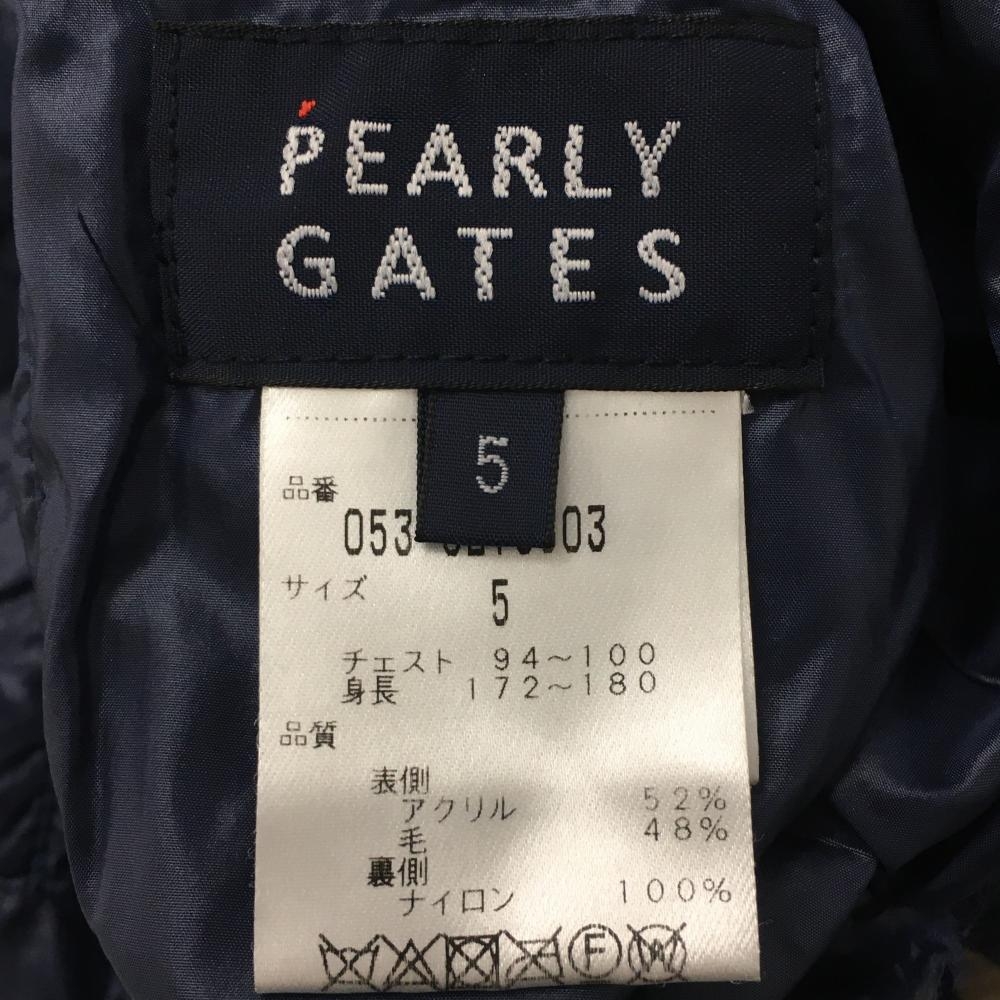 PEARLY
GATES
5
品番
053 03
サイズ
5
チェスト 94～100
身長 172～180
品質
表側
アクリル 52%
毛 48%
裏側
ナイロン 100%
F
W